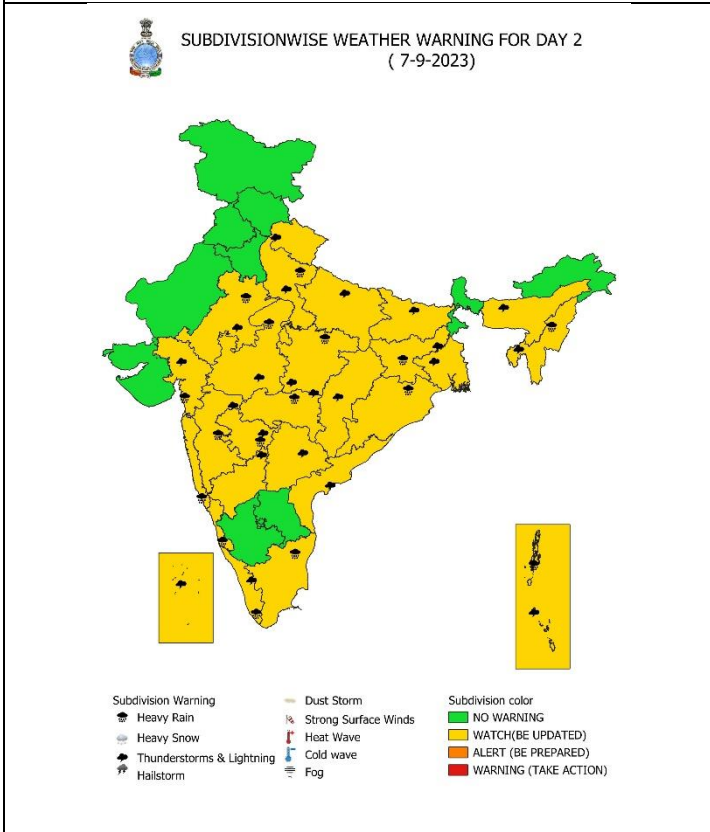 SUBDIVISIONWISE WEATHER WARNING FOR DAY 2
( 7-9-2023)
Subdivision Warning
Heavy Rain
Heavy Snow
Thunderstorms & Lightning
Hailstorm
Dust Storm
Strong Surface Winds
Heat Wave
Cold wave
Fog
Subdivision color
NO WARNING
WATCH(BE UPDATED)
ALERT (BE PREPARED)
WARNING (TAKE ACTION)